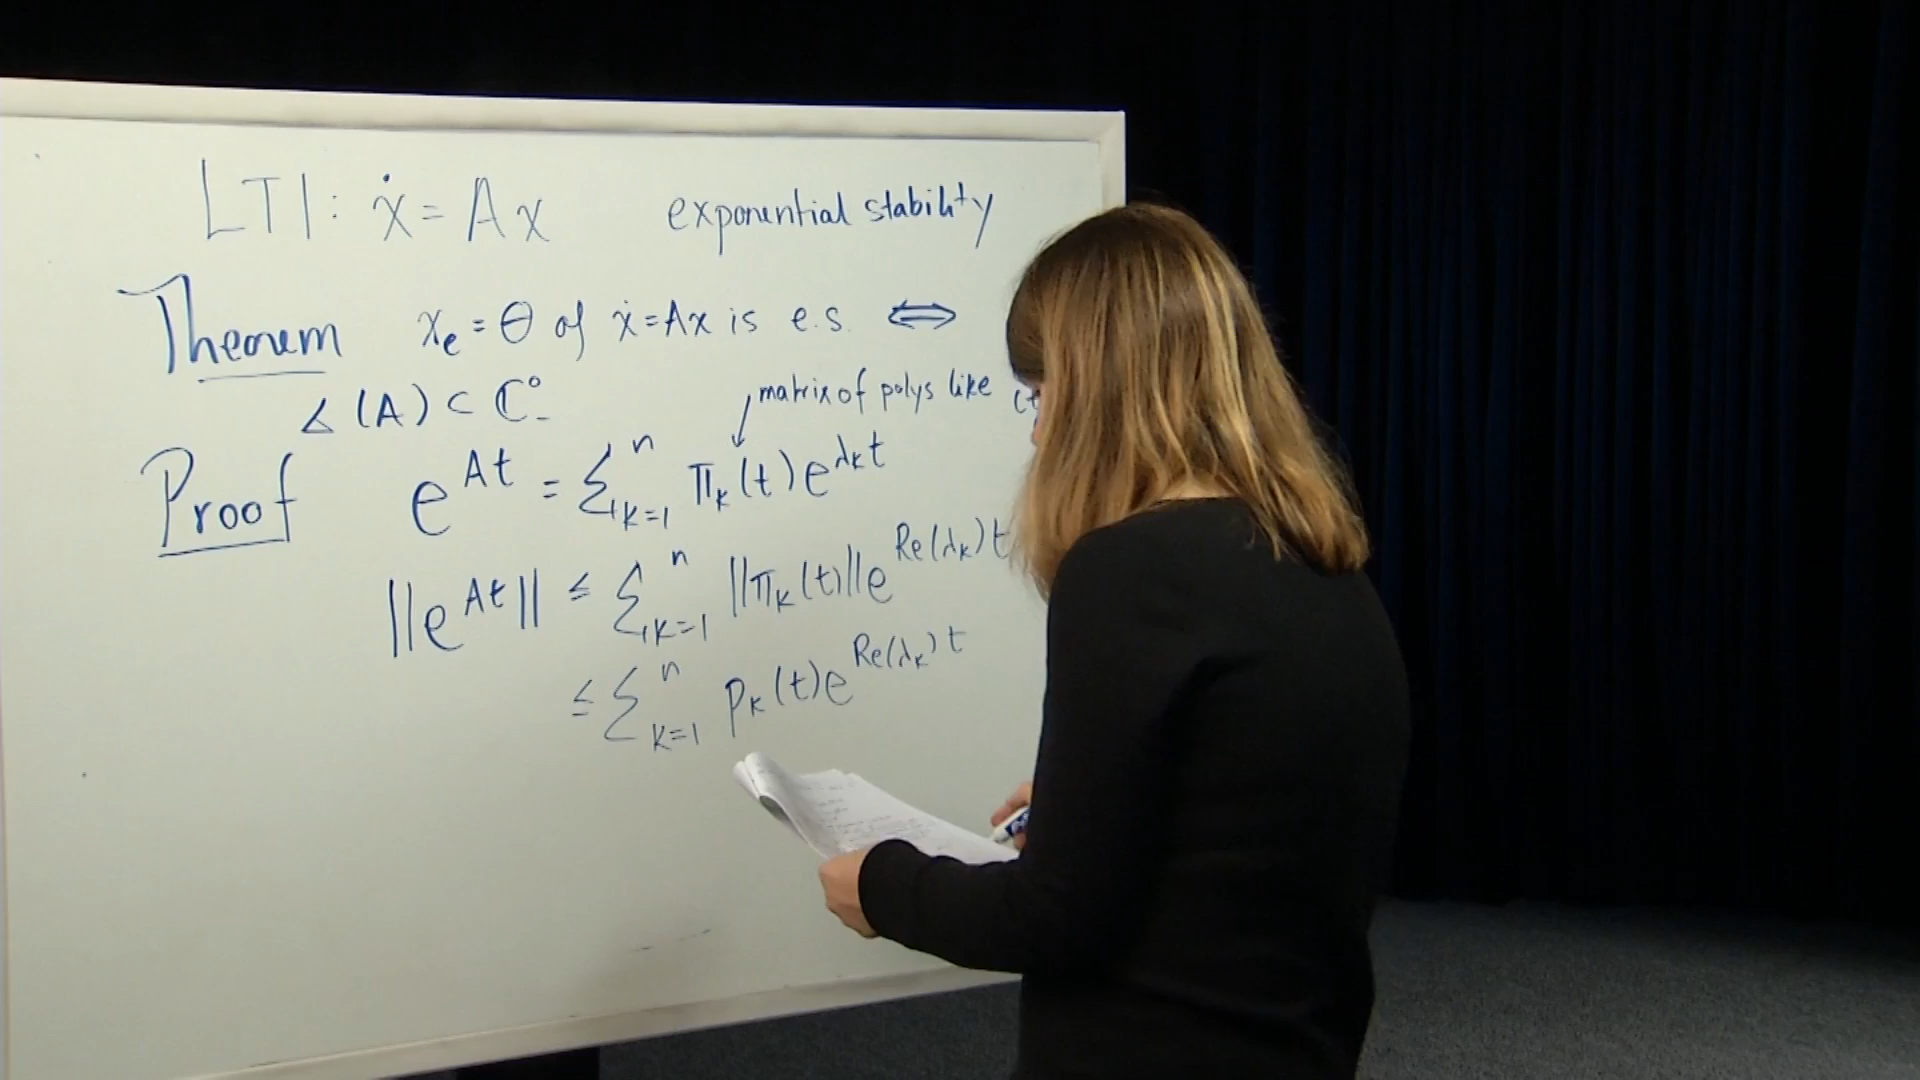 LTI: ẋ = Ax exponential stability
Theorem xₑ = θ of ẋ=Ax is e.s. ⟺
⦣(A) ⊂ ℂ°₋
matrix of polys like
Proof e^{At} = Σ_{k=1}^{n} π_k(t)e^{λ_k t}
||e^{At}|| ≤ Σ_{k=1}^{n} ||π_k(t)||e^{Re(λ_k)t}
≤ Σ_{k=1}^{n} p_k(t)e^{Re(λ_k)t}